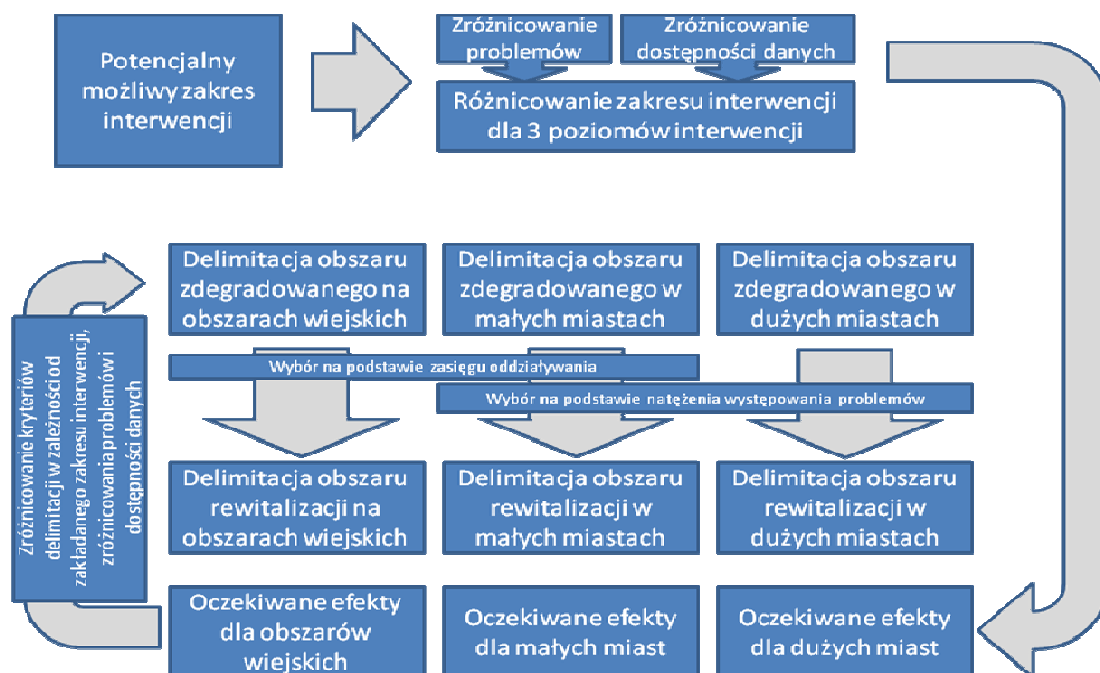 Potencjalny
możliwy zakres
interwencji
Zróżnicowanie
problemów
Zróżnicowanie
dostępności danych
Różnicowanie zakresu interwencji
dla 3 poziomów interwencji
Delimitacja obszaru
zdegradowanego na
obszarach wiejskich
Delimitacja obszaru
zdegradowanego w
małych miastach
Delimitacja obszaru
zdegradowanego w
dużych miastach
Wybór na podstawie zasięgu oddziaływania
Wybór na podstawie natężenia występowania problemów
Zróżnicowanie kryteriów
delimitacji w zależności od
zakładanego zakresu interwencji,
zróżnicowania problemów i
dostępności danych
Delimitacja obszaru
rewitalizacji na
obszarach wiejskich
Delimitacja obszaru
rewitalizacji w
małych miastach
Delimitacja obszaru
rewitalizacji w
dużych miastach
Oczekiwane efekty
dla obszarów
wiejskich
Oczekiwane efekty
dla małych miast
Oczekiwane efekty
dla dużych miast